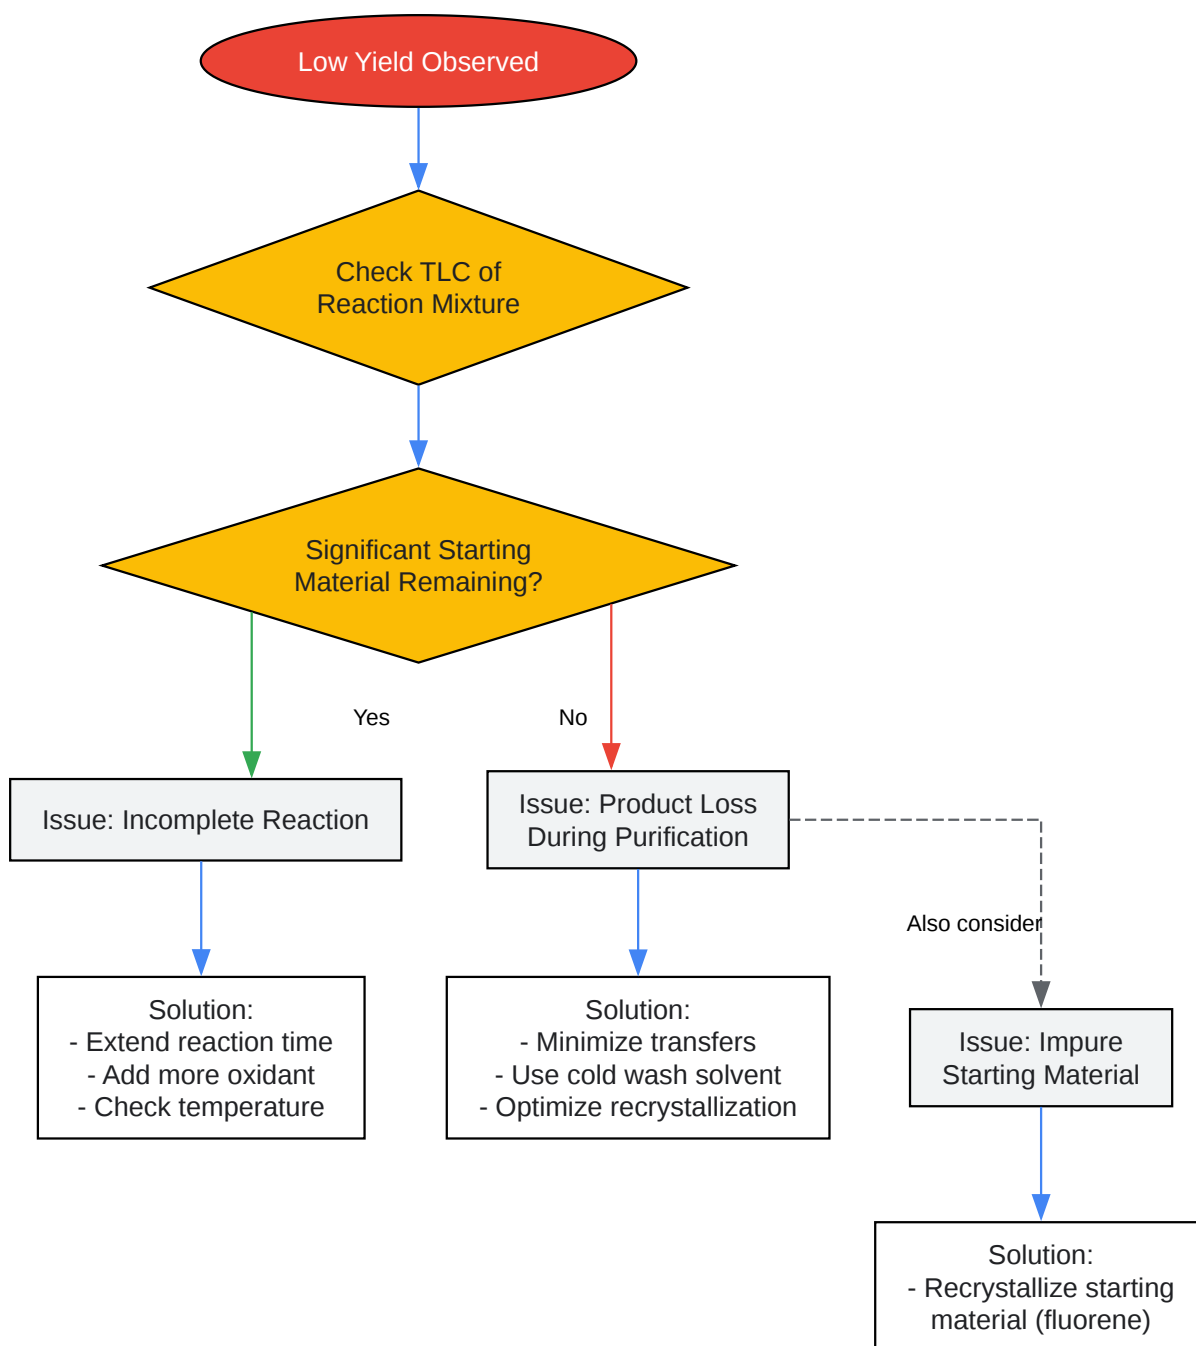 Low Yield Observed
Check TLC of
Reaction Mixture
Significant Starting
Material Remaining?
Yes
No
Issue: Incomplete Reaction
Issue: Product Loss
During Purification
Also consider
Solution:
- Extend reaction time
- Add more oxidant
- Check temperature
Solution:
- Minimize transfers
- Use cold wash solvent
- Optimize recrystallization
Issue: Impure
Starting Material
Solution:
- Recrystallize starting
material (fluorene)